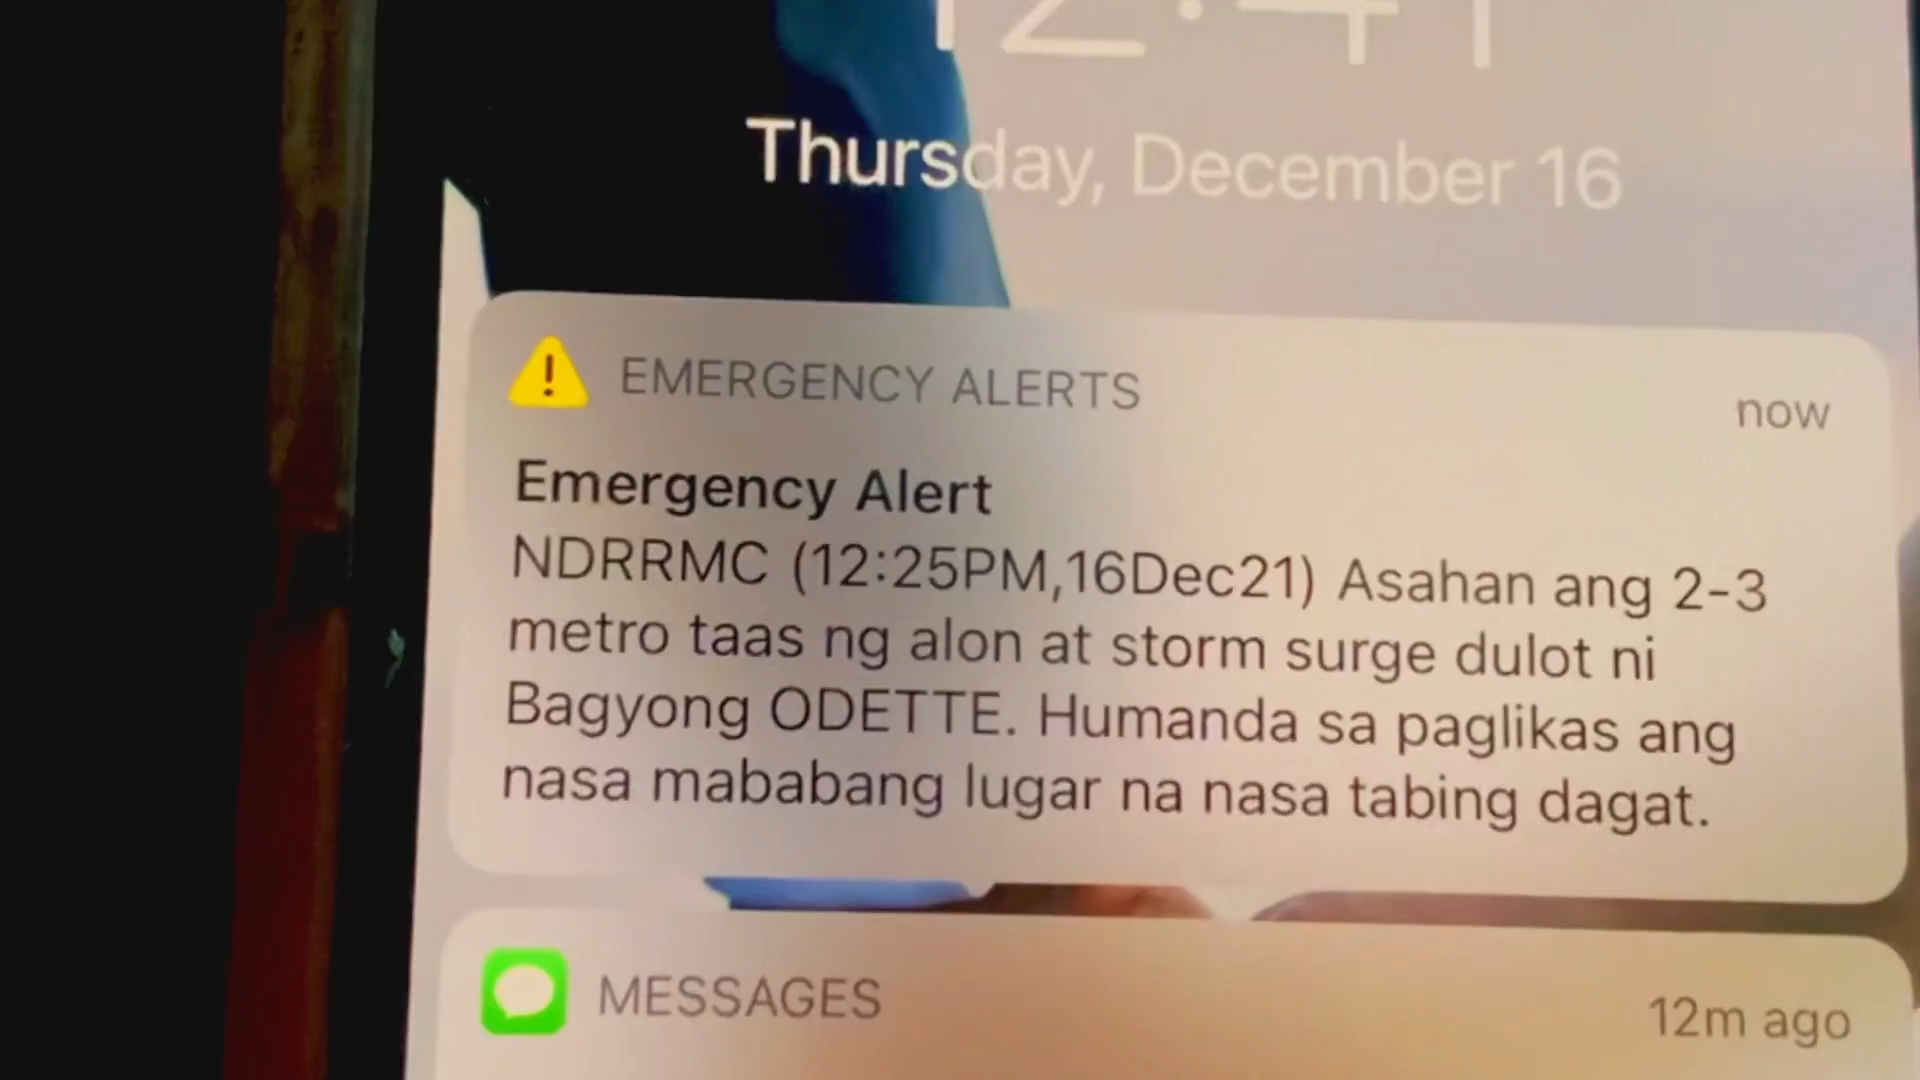 12:41
Thursday, December 16
EMERGENCY ALERTS
now
Emergency Alert
NDRRMC (12:25PM,16Dec21) Asahan ang 2-3
metro taas ng alon at storm surge dulot ni
Bagyong ODETTE. Humanda sa paglikas ang
nasa mababang lugar na nasa tabing dagat.
MESSAGES
12m ago